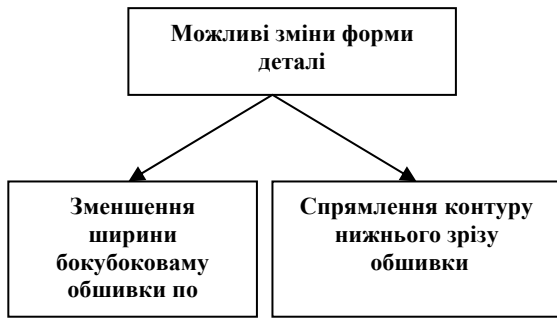 Можливі зміни форми
деталі
Зменшення
ширини
бокубоковаму
обшивки по
Спрямлення контуру
нижнього зрізу
обшивки